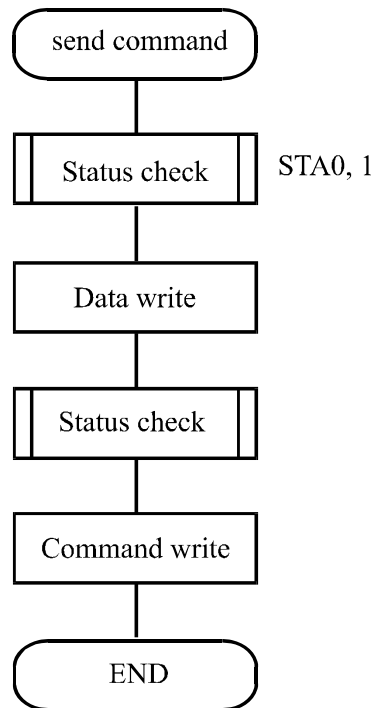 send command
Status check
STA0, 1
Data write
Status check
Command write
END